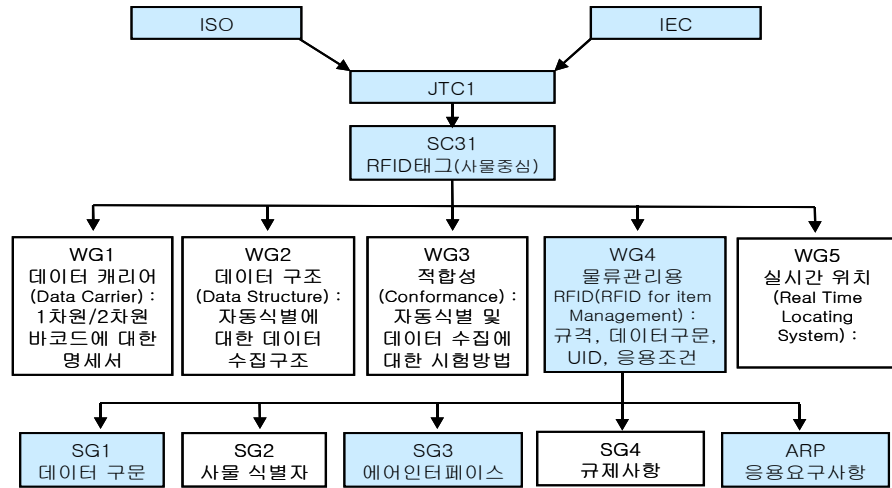 ISO
IEC
JTC1
SC31
RFID태그(사물중심)
WG1
데이터 캐리어
(Data Carrier) :
1차원/2차원
바코드에 대한
명세서
WG2
데이터 구조
(Data Structure) :
자동식별에
대한 데이터
수집구조
WG3
적합성
(Conformance) :
자동식별 및
데이터 수집에
대한 시험방법
WG4
물류관리용
RFID(RFID for item
Management) :
규격, 데이터구문,
UID, 응용조건
WG5
실시간 위치
(Real Time
Locating
System) :
SG1
데이터 구문
SG2
사물 식별자
SG3
에어인터페이스
SG4
규제사항
ARP
응용요구사항